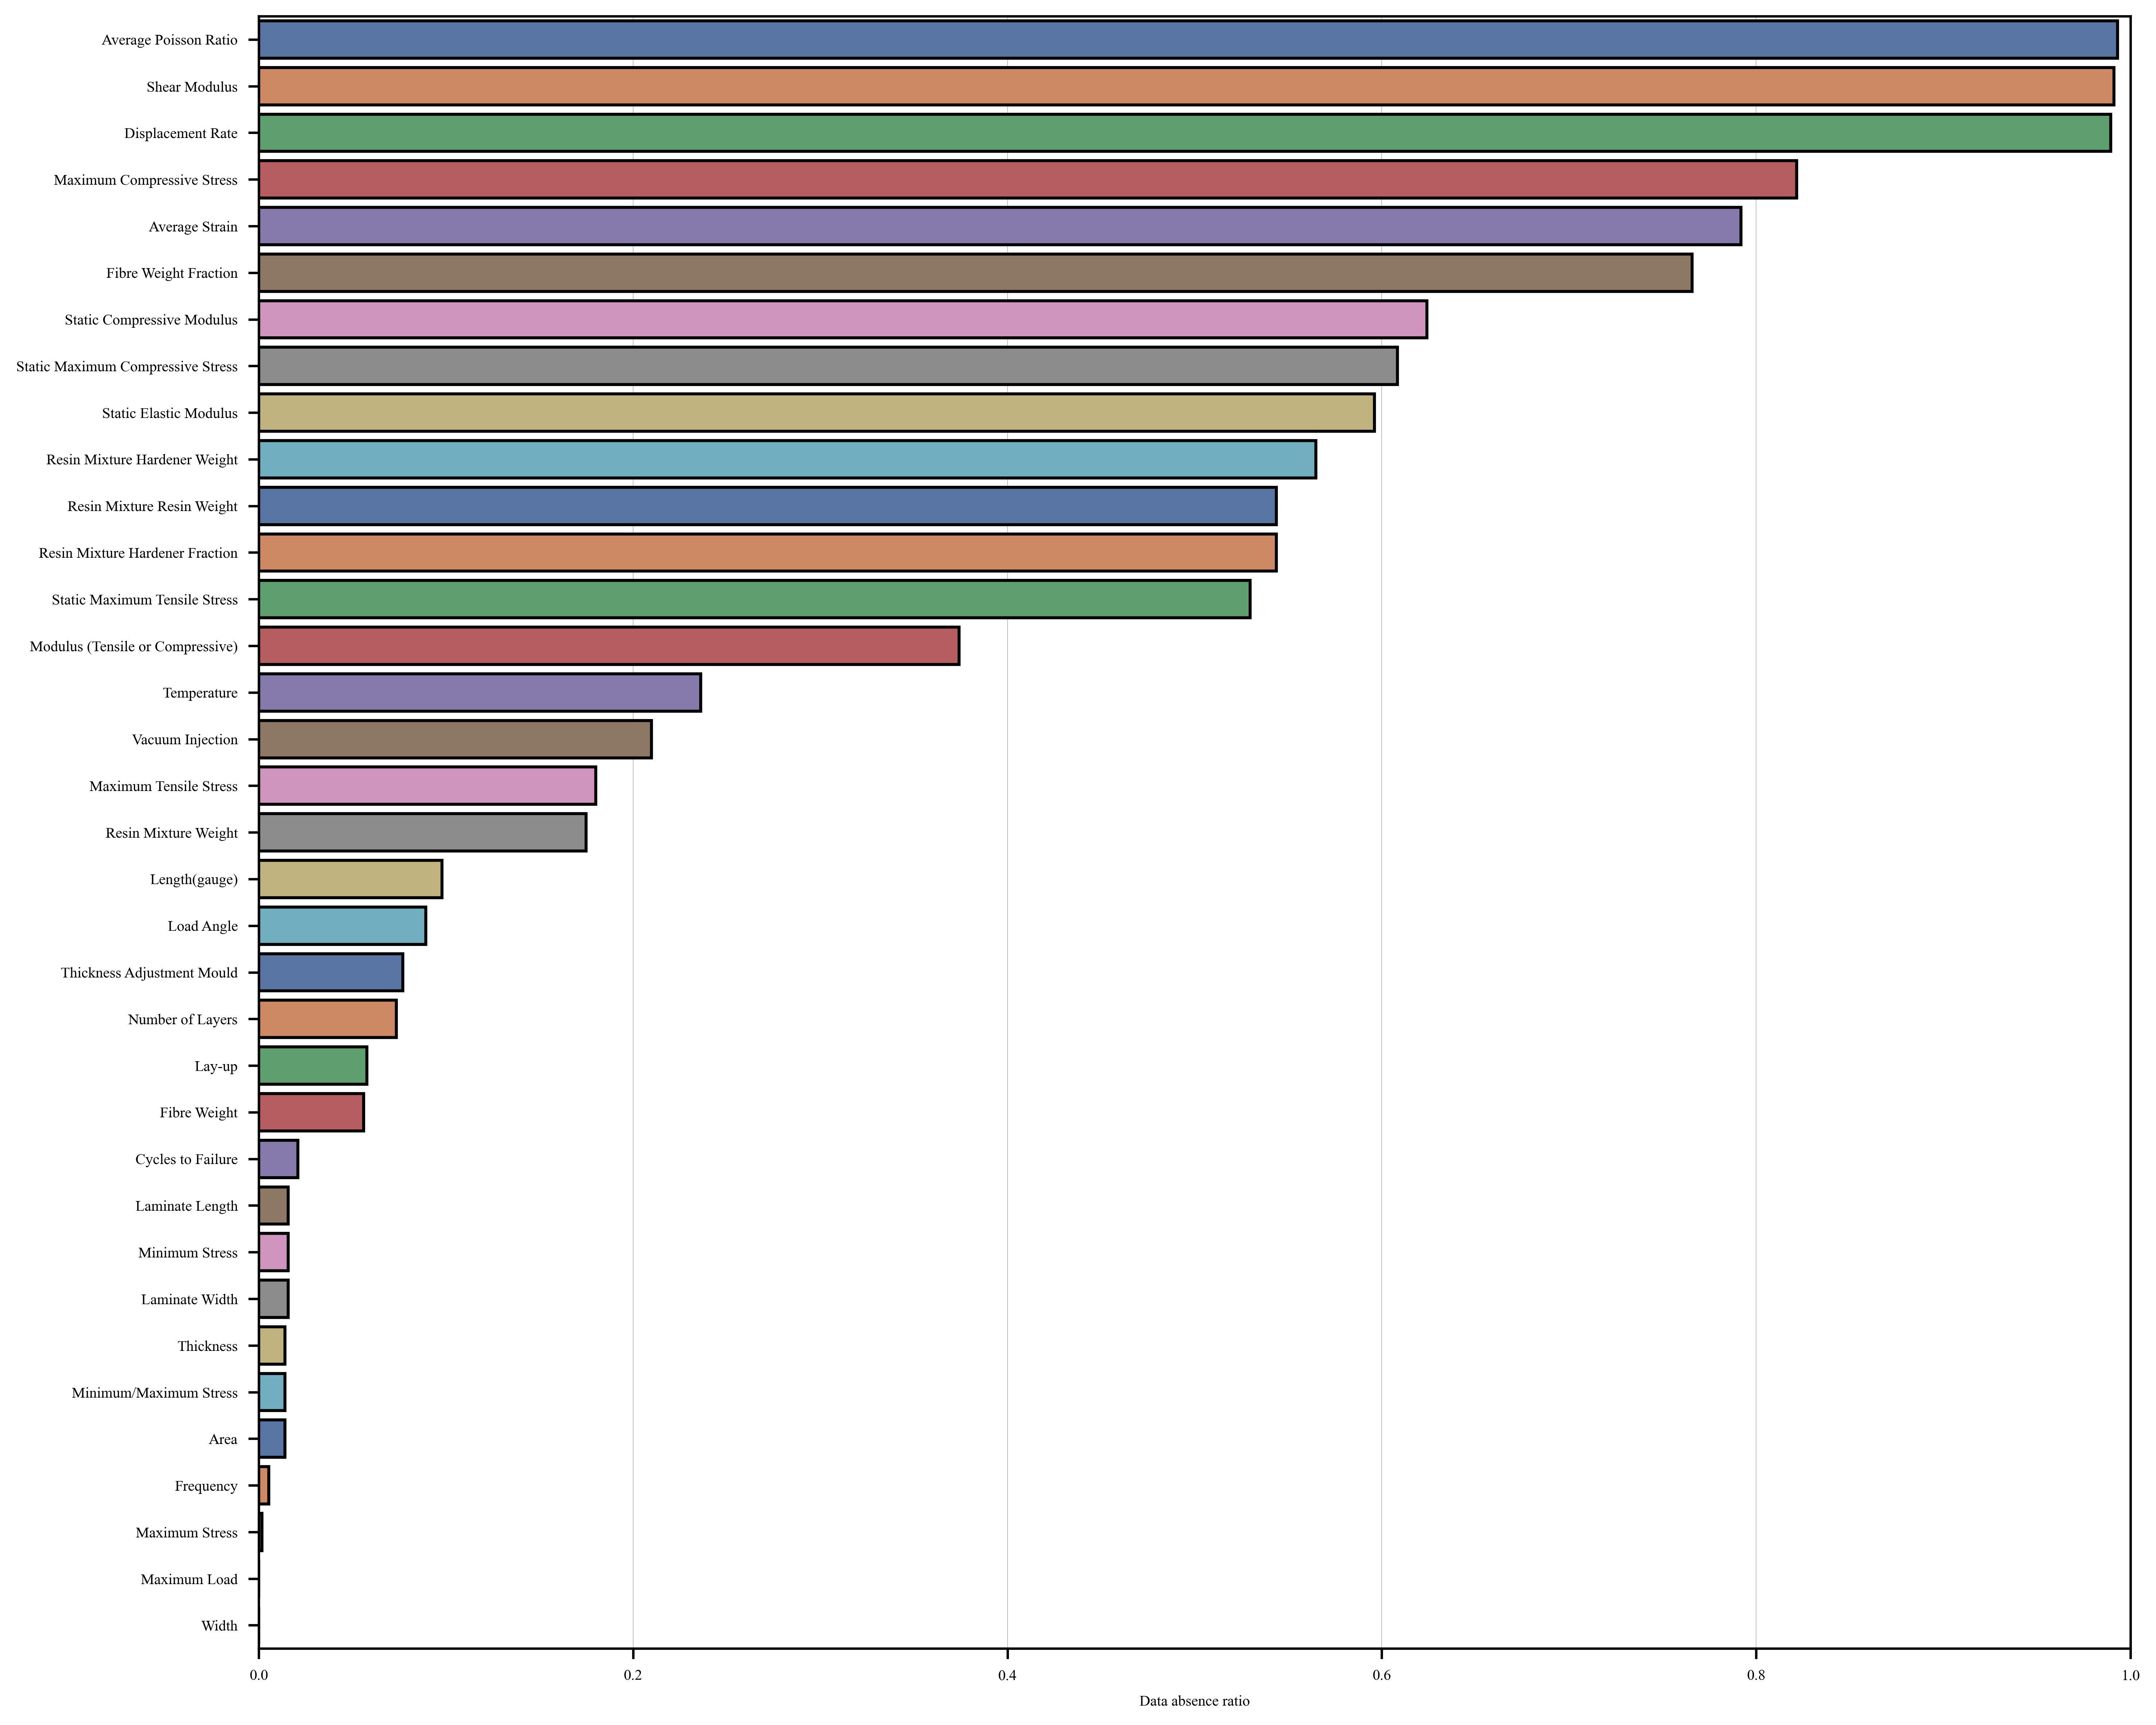 Average Poisson Ratio
Shear Modulus
Displacement Rate
Maximum Compressive Stress
Average Strain
Fibre Weight Fraction
Static Compressive Modulus
Static Maximum Compressive Stress
Static Elastic Modulus
Resin Mixture Hardener Weight
Resin Mixture Resin Weight
Resin Mixture Hardener Fraction
Static Maximum Tensile Stress
Modulus (Tensile or Compressive)
Temperature
Vacuum Injection
Maximum Tensile Stress
Resin Mixture Weight
Length(gauge)
Load Angle
Thickness Adjustment Mould
Number of Layers
Lay-up
Fibre Weight
Cycles to Failure
Laminate Length
Minimum Stress
Laminate Width
Thickness
Minimum/Maximum Stress
Area
Frequency
Maximum Stress
Maximum Load
Width
0.0 0.2 0.4 0.6 0.8 1.0
Data absence ratio